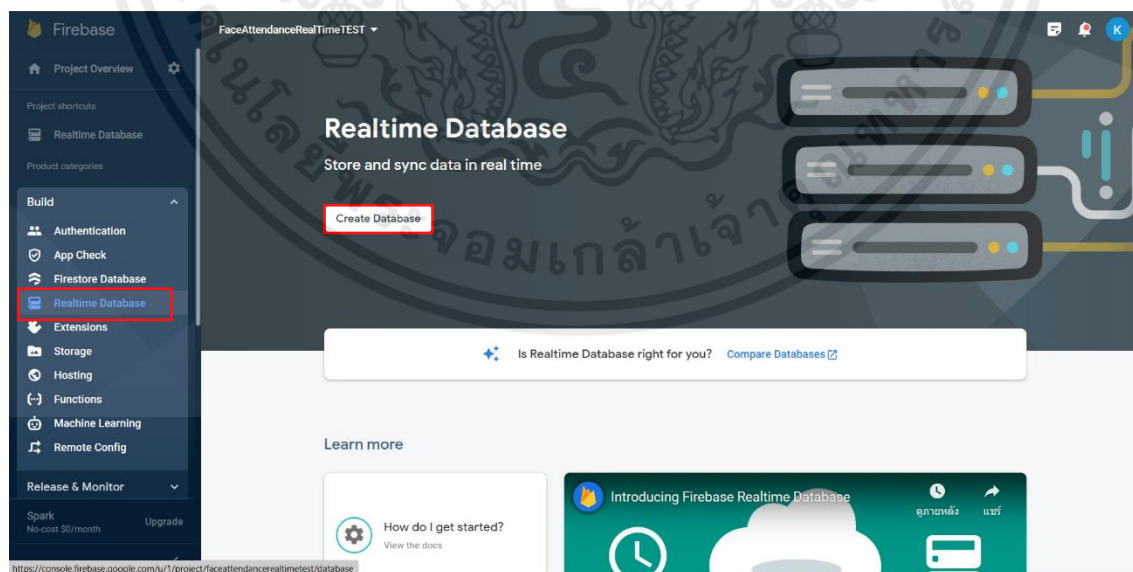 Firebase
FaceAttendanceRealTimeTEST
K
Project Overview
Project shortcuts
Realtime Database
Product categories
Build
Authentication
App Check
Firestore Database
Realtime Database
Extensions
Storage
Hosting
Functions
Machine Learning
Remote Config
Release & Monitor
Spark
No-cost $0/month
Upgrade
Realtime Database
Store and sync data in real time
Create Database
Is Realtime Database right for you? Compare Databases
Learn more
How do I get started?
View the docs
Introducing Firebase Realtime Database
ดูภายหลัง
แชร์
https://console.firebase.google.com/u/1/project/faceattendancerealtimetest/database